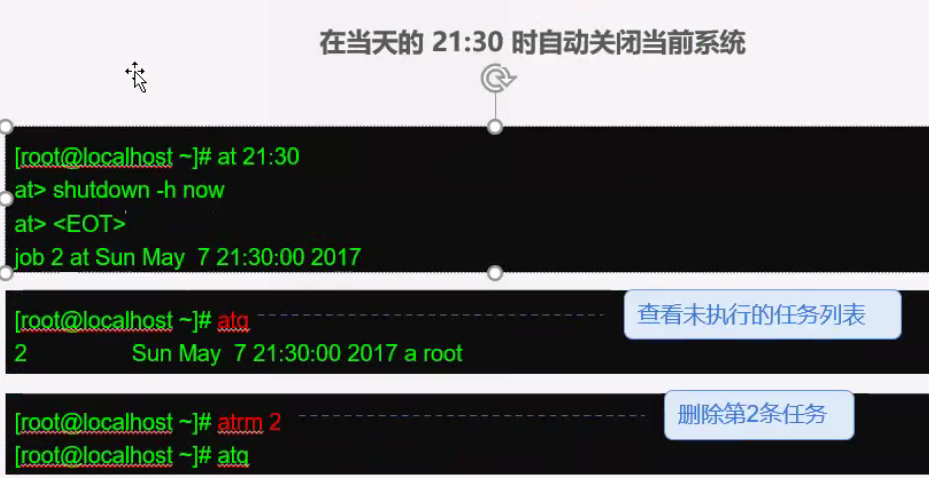 在当天的 21:30 时自动关闭当前系统
[root@localhost ~]# at 21:30
at> shutdown -h now
at> <EOT>
job 2 at Sun May  7 21:30:00 2017
[root@localhost ~]# atq
查看未执行的任务列表
2 Sun May  7 21:30:00 2017 a root
[root@localhost ~]# atrm 2
删除第2条任务
[root@localhost ~]# atq